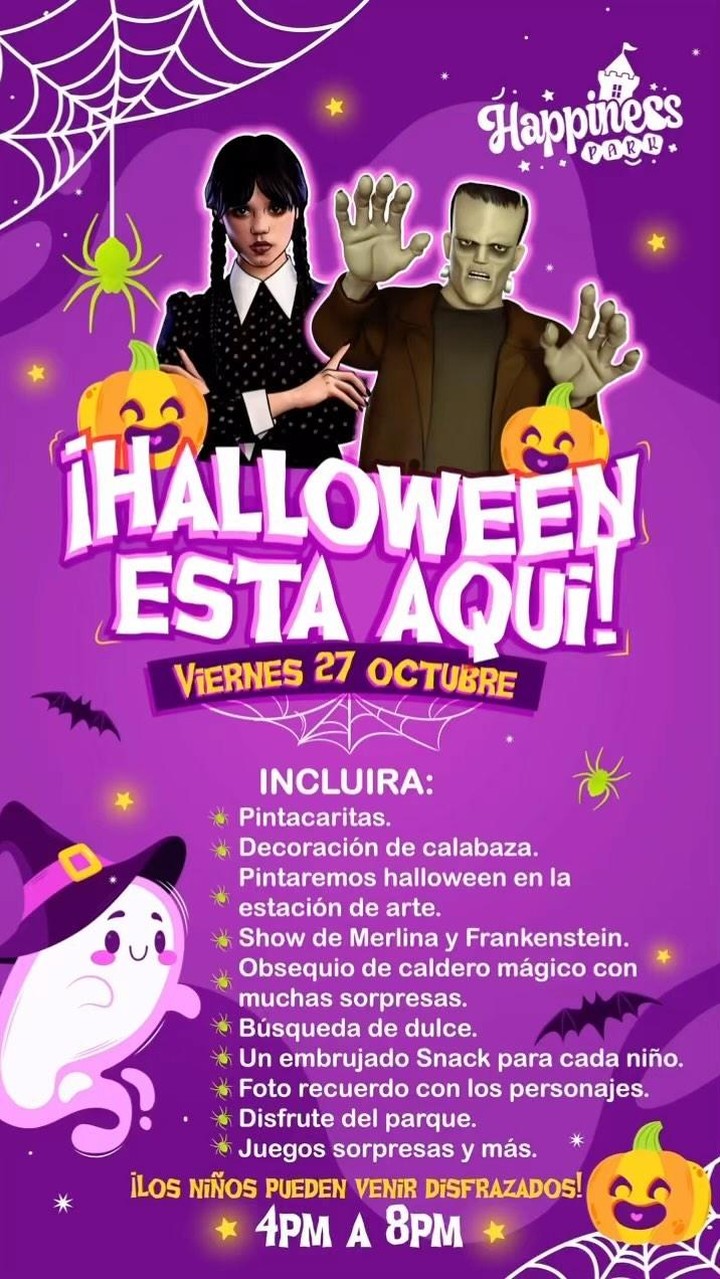 Happiness
PARK
¡HALLOWEEN
ESTA AQUi!
ViERNES 27 OCTUBRE
INCLUIRA:
Pintacaritas.
Decoración de calabaza.
Pintaremos halloween en la
estación de arte.
Show de Merlina y Frankenstein.
Obsequio de caldero mágico con
muchas sorpresas.
Búsqueda de dulce.
Un embrujado Snack para cada niño.
Foto recuerdo con los personajes.
Disfrute del parque.
Juegos sorpresas y más.
¡LOS NiÑOS PUEDEN VENiR DiSFRAZADOS!
4PM A 8PM